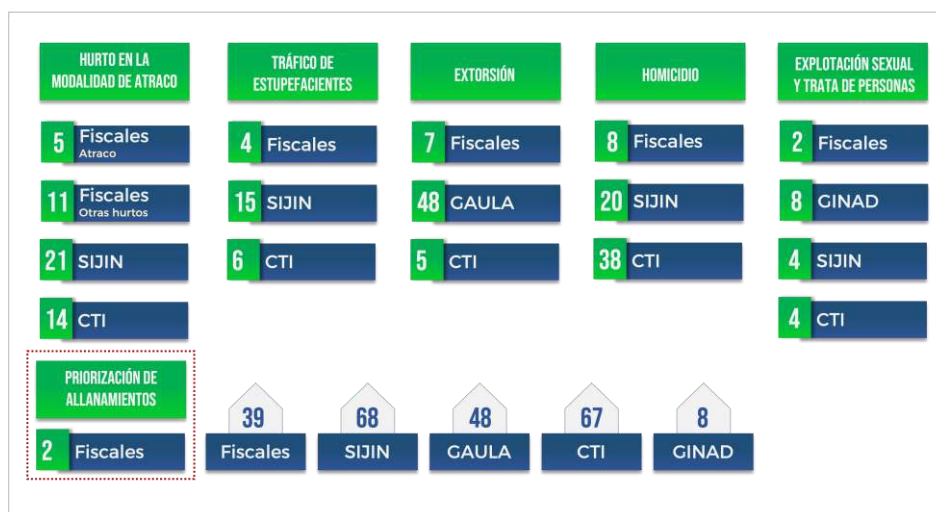 HURTO EN LA
MODALIDAD DE ATRACO
5 Fiscales
Atraco
11 Fiscales
Otras hurtos
21 SIJIN
14 CTI
TRÁFICO DE
ESTUPEFACIENTES
4 Fiscales
15 SIJIN
6 CTI
EXTORSIÓN
7 Fiscales
48 GAULA
5 CTI
HOMICIDIO
8 Fiscales
20 SIJIN
38 CTI
EXPLOTACIÓN SEXUAL
Y TRATA DE PERSONAS
2 Fiscales
8 GINAD
4 SIJIN
4 CTI
PRIORIZACIÓN DE
ALLANAMIENTOS
2 Fiscales
39
Fiscales
68
SIJIN
48
GAULA
67
CTI
8
GINAD